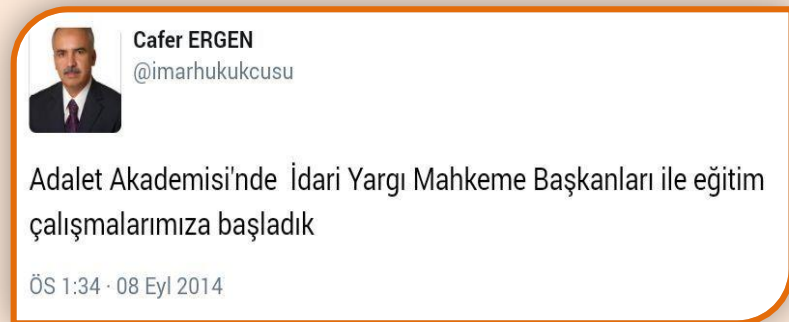 Cafer ERGEN
@imarhukukcusu
Adalet Akademisi'nde İdari Yargı Mahkeme Başkanları ile eğitim
çalışmalarımıza başladık
ÖS 1:34 · 08 Eyl 2014